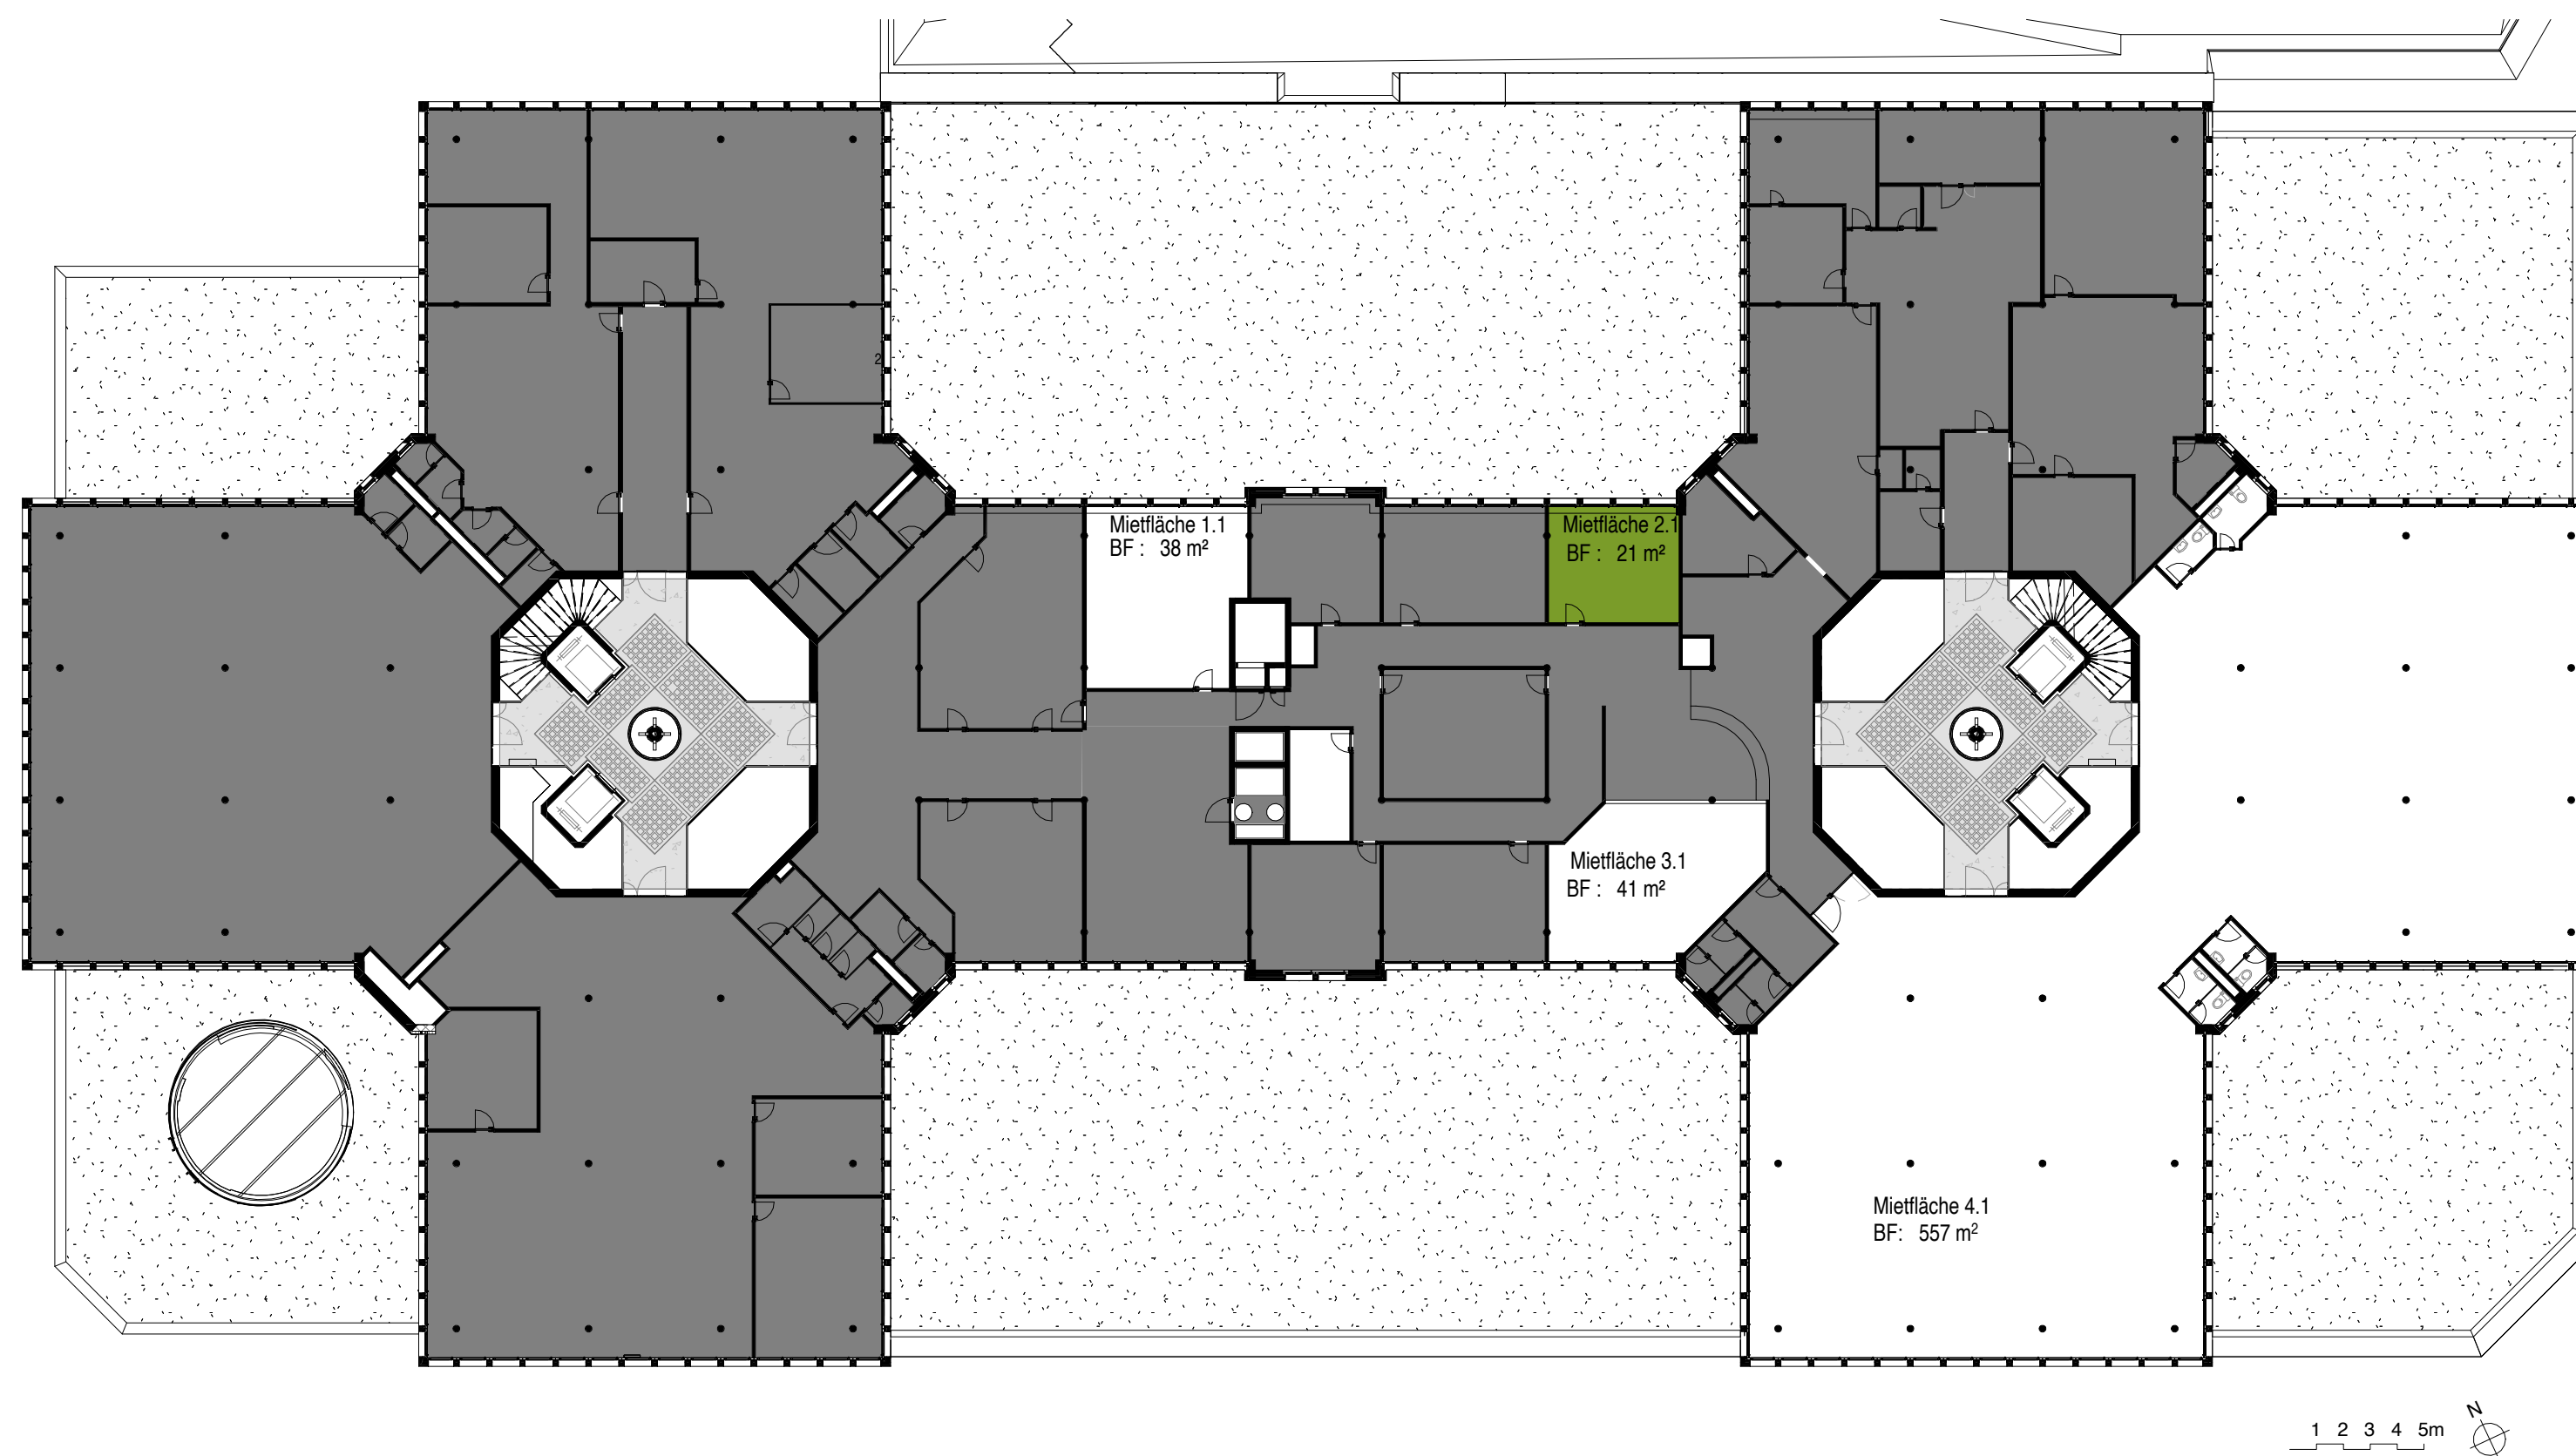 2
Mietfläche 1.1
BF : 38 m²
Mietfläche 2.1
BF : 21 m²
Mietfläche 3.1
BF : 41 m²
Mietfläche 4.1
BF: 557 m²
N
1 2 3 4 5m